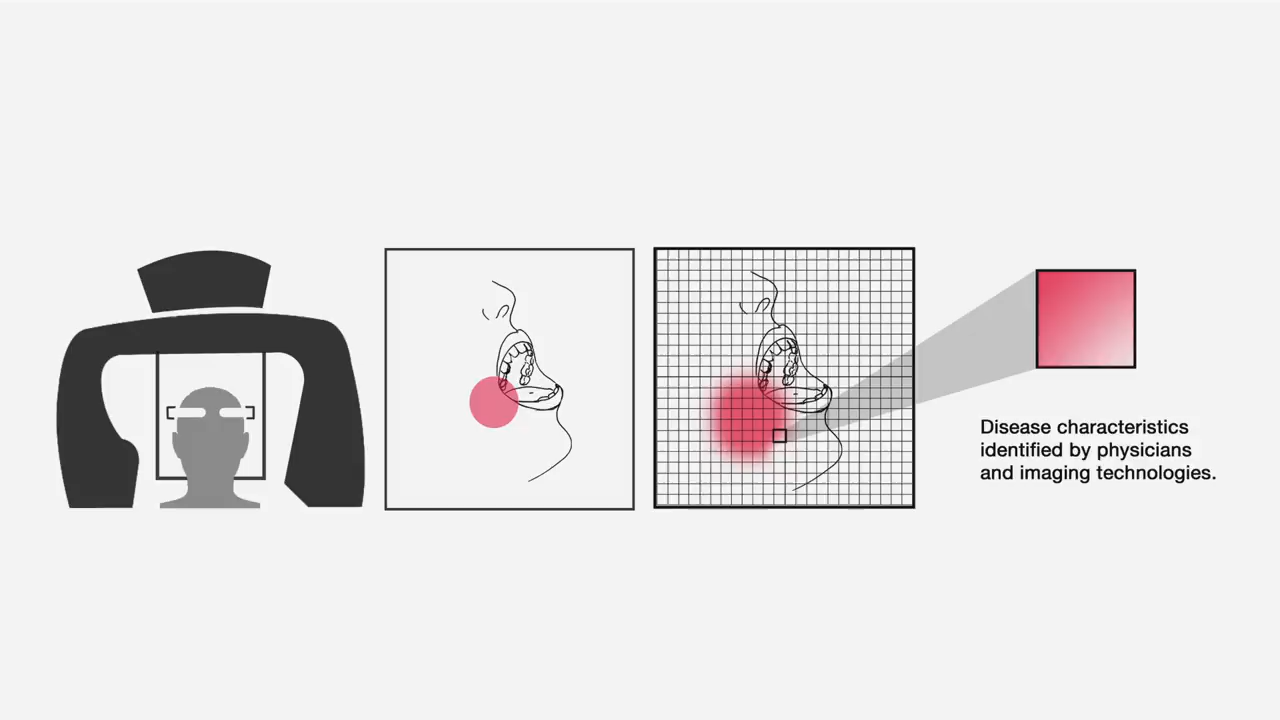 Disease characteristics
identified by physicians
and imaging technologies.